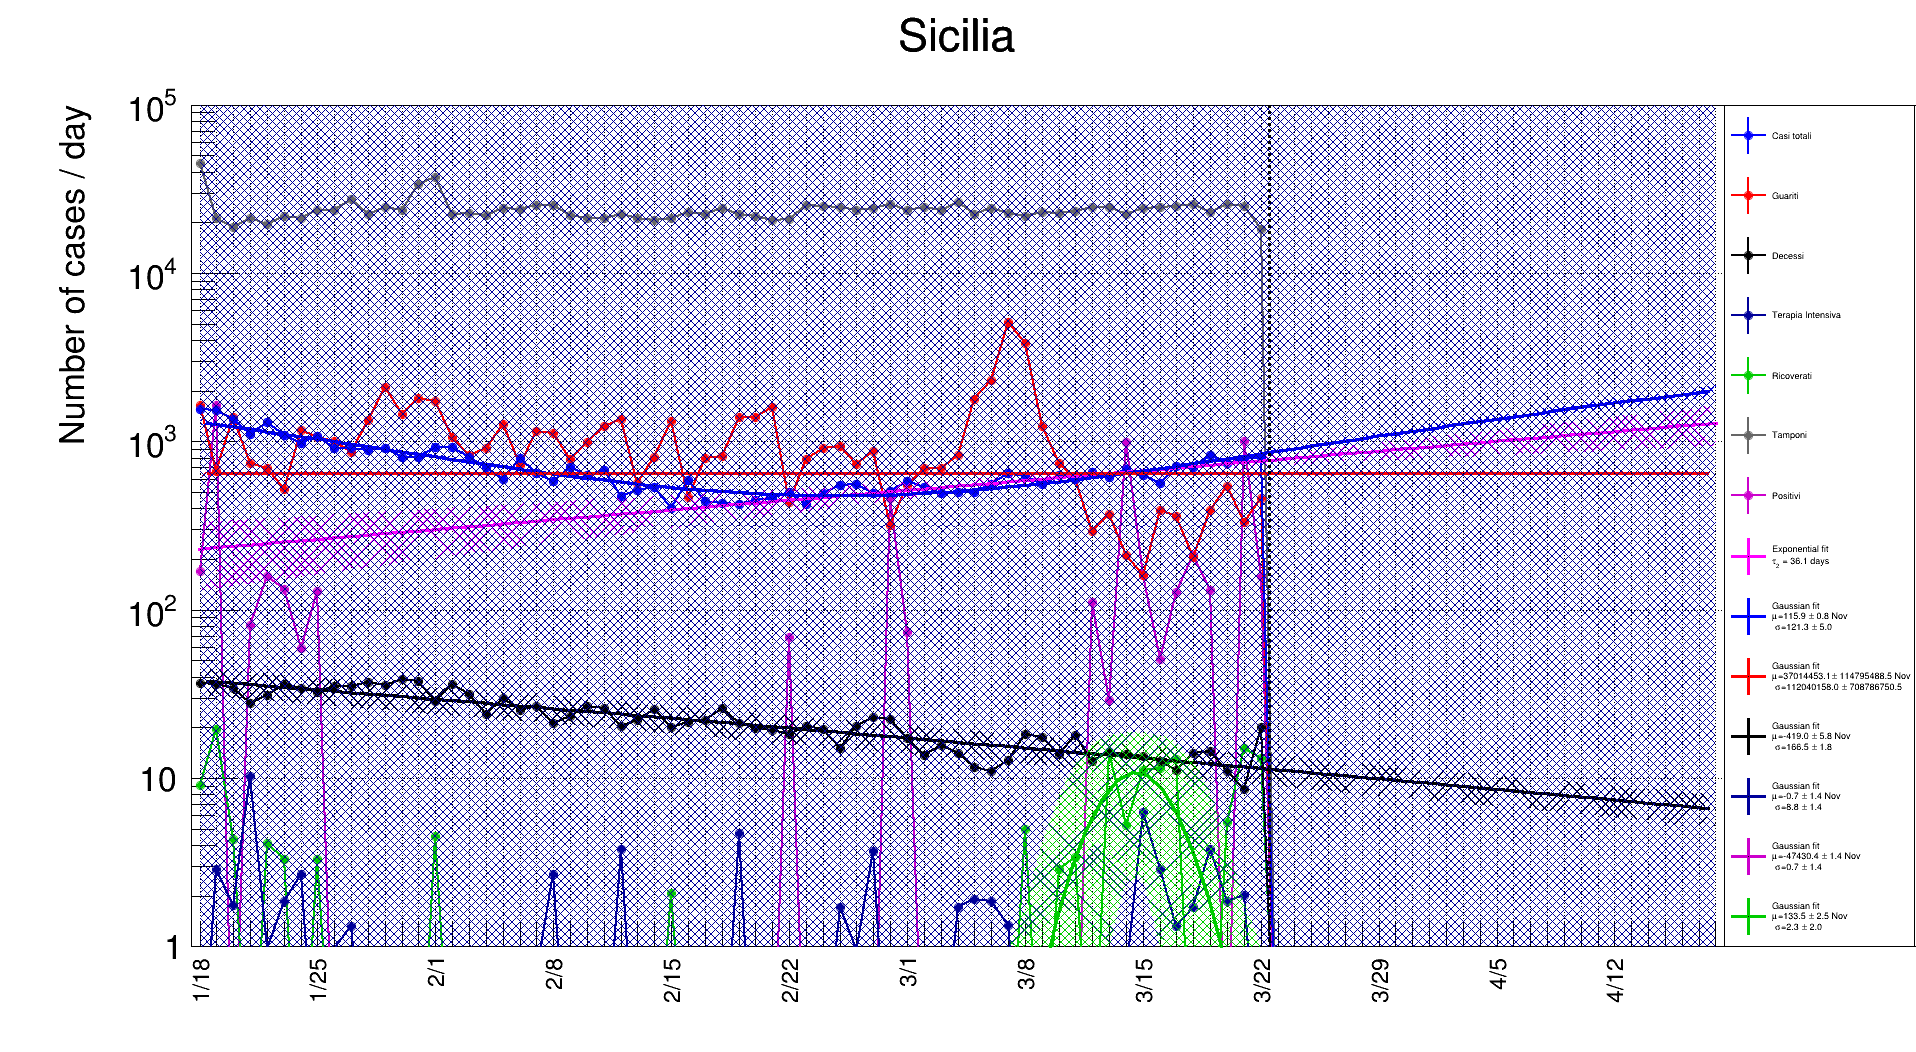 Sicilia
Number of cases / day
10^5
10^4
10^3
10^2
10
1
1/18
1/25
2/1
2/8
2/15
2/22
3/1
3/8
3/15
3/22
3/29
4/5
4/12
Casi totali
Guariti
Decessi
Terapia Intensiva
Ricoverati
Tamponi
Positivi
Exponential fit
τ₂ = 36.1 days
Gaussian fit
μ=115.9 ± 0.8 Nov
σ=121.3 ± 5.0
Gaussian fit
μ=37014453.1 ± 114795488.5 Nov
σ=112040158.0 ± 708786750.5
Gaussian fit
μ=-419.0 ± 5.8 Nov
σ=166.5 ± 1.8
Gaussian fit
μ=-0.7 ± 1.4 Nov
σ=8.8 ± 1.4
Gaussian fit
μ=-47430.4 ± 1.4 Nov
σ=0.7 ± 1.4
Gaussian fit
μ=133.5 ± 2.5 Nov
σ=2.3 ± 2.0